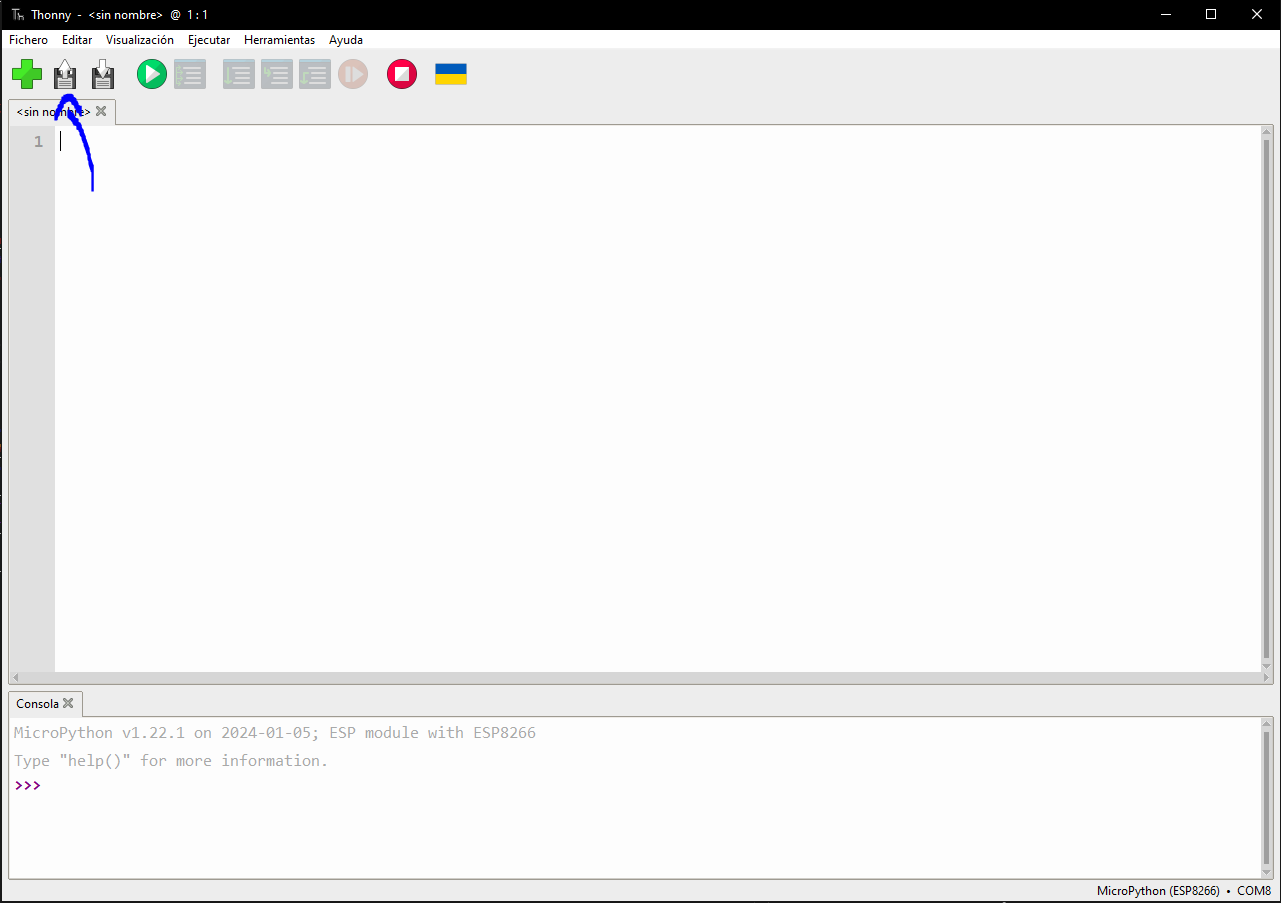 Th Thonny - <sin nombre> @ 1 : 1
Fichero Editar Visualización Ejecutar Herramientas Ayuda
<sin nombre>
1
Consola
MicroPython v1.22.1 on 2024-01-05; ESP module with ESP8266
Type "help()" for more information.
>>>
MicroPython (ESP8266) • COM8